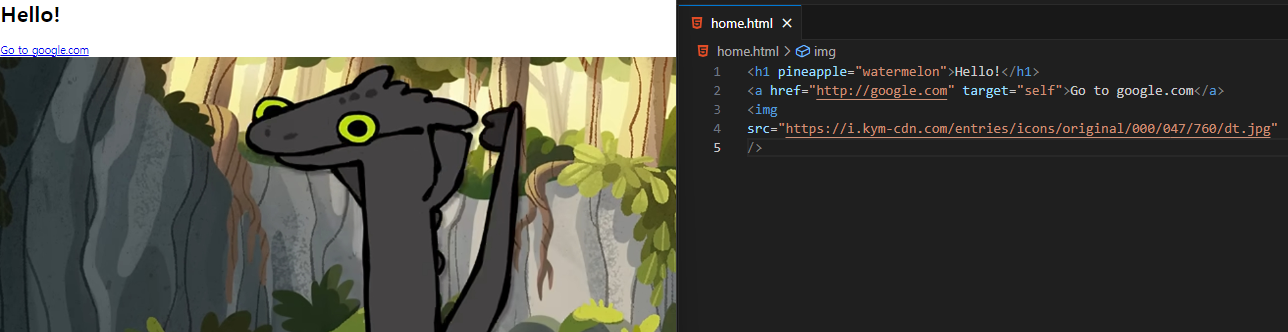 Hello!
Go to google.com
home.html
home.html > img
1 <h1 pineapple="watermelon">Hello!</h1>
2 <a href="http://google.com" target="self">Go to google.com</a>
3 <img
4 src="https://i.kym-cdn.com/entries/icons/original/000/047/760/dt.jpg"
5 />